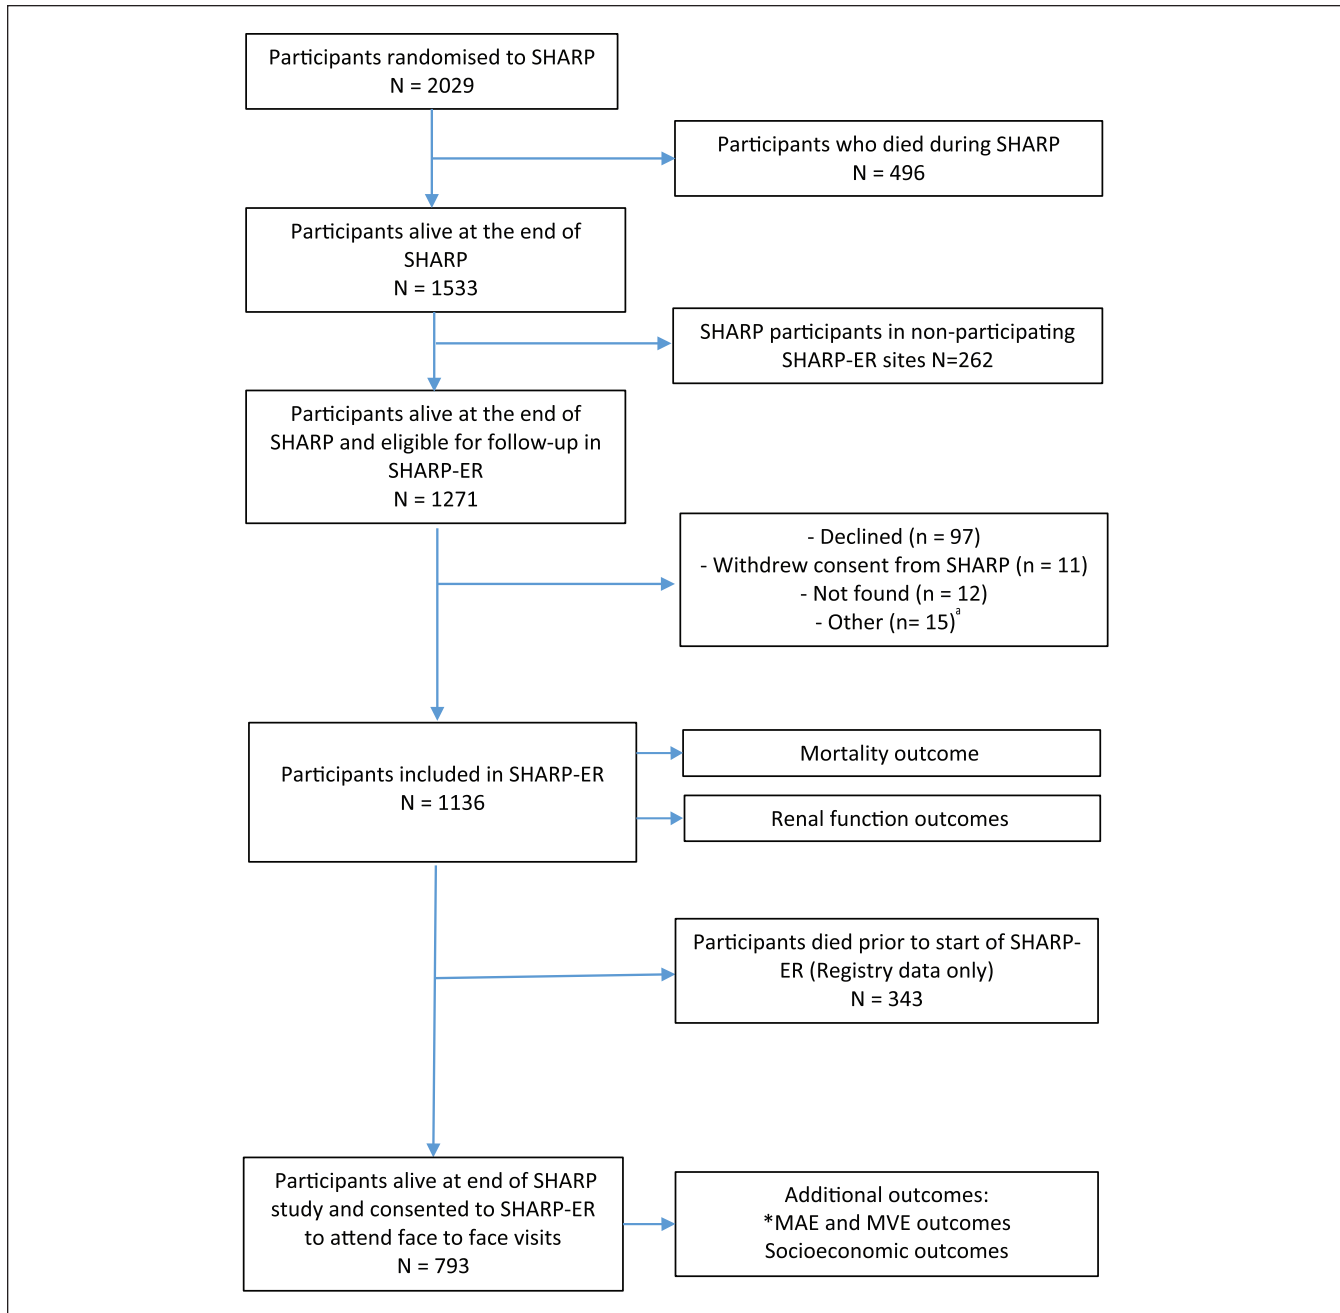 Participants randomised to SHARP
N = 2029
Participants who died during SHARP
N = 496
Participants alive at the end of
SHARP
N = 1533
SHARP participants in non-participating
SHARP-ER sites N=262
Participants alive at the end of
SHARP and eligible for follow-up in
SHARP-ER
N = 1271
- Declined (n = 97)
- Withdrew consent from SHARP (n = 11)
- Not found (n = 12)
- Other (n= 15)a
Participants included in SHARP-ER
N = 1136
Mortality outcome
Renal function outcomes
Participants died prior to start of SHARP-
ER (Registry data only)
N = 343
Participants alive at end of SHARP
study and consented to SHARP-ER
to attend face to face visits
N = 793
Additional outcomes:
*MAE and MVE outcomes
Socioeconomic outcomes